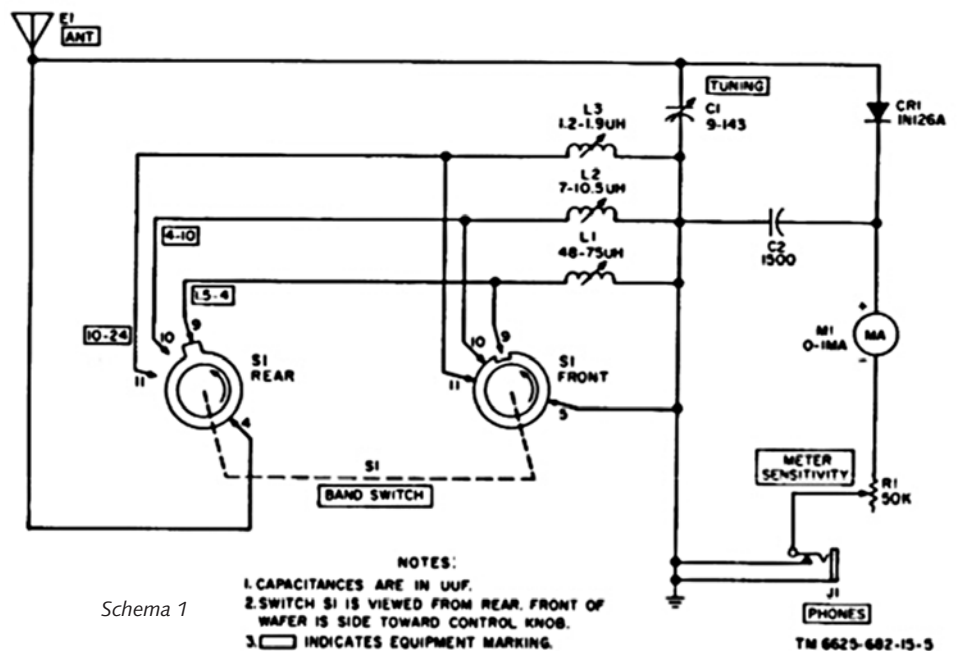 E1
ANT
TUNING
C1
9-143
CR1
1N126A
L3
1.2-1.9UH
L2
7-10.5UH
L1
48-75UH
C2
1500
4-10
1.5-4
10-24
9
10
11
S1
REAR
4
9
10
11
S1
FRONT
5
+
M1
0-1MA
MA
-
S1
BAND SWITCH
METER
SENSITIVITY
R1
50K
J1
PHONES
NOTES:
1. CAPACITANCES ARE IN UUF.
2. SWITCH S1 IS VIEWED FROM REAR. FRONT OF
WAFER IS SIDE TOWARD CONTROL KNOB.
3. INDICATES EQUIPMENT MARKING.
Schema 1
TM 6625-682-15-5